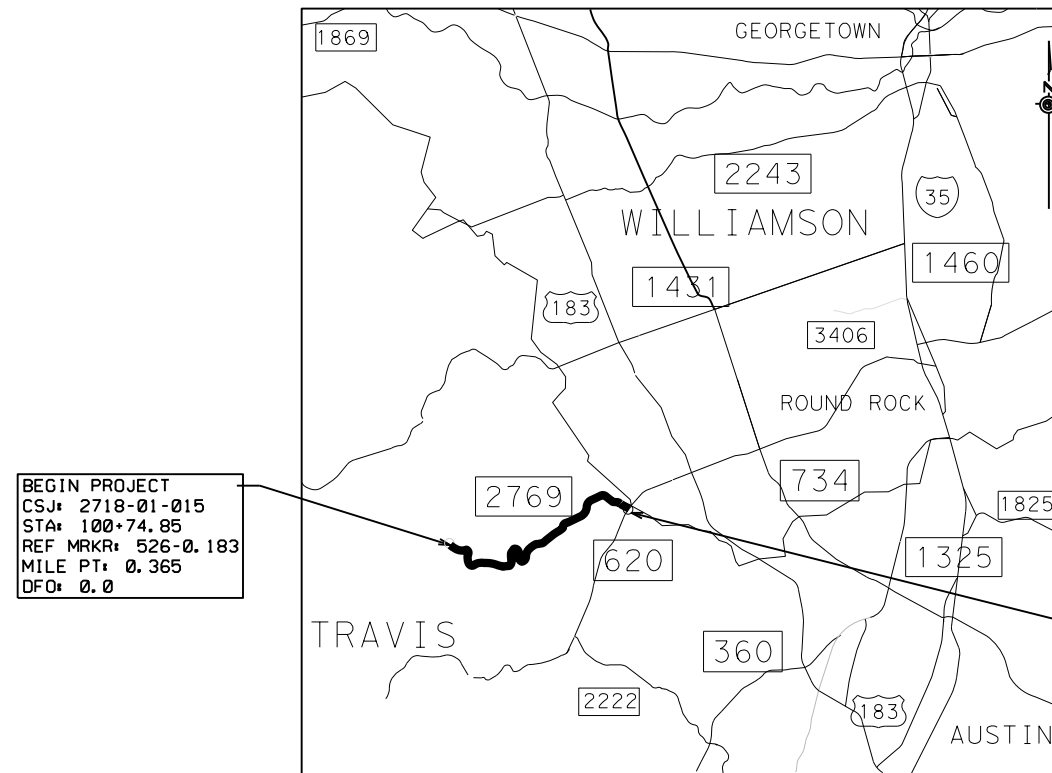 GEORGETOWN
1869
N
2243
35
WILLIAMSON
1460
1431
183
3406
ROUND ROCK
BEGIN PROJECT
CSJ: 2718-01-015
STA: 100+74.85
REF MRKR: 526-0.183
MILE PT: 0.365
DFO: 0.0
2769
734
1825
620
1325
TRAVIS
360
2222
183
AUSTIN